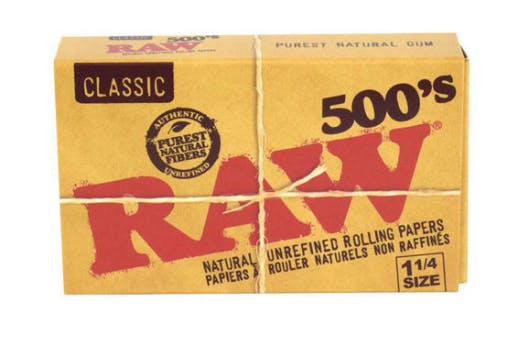 500's
RAW
PUREST NATURAL GUM
CLASSIC
500's
AUTHENTIC
PUREST
NATURAL
FIBERS
UNREFINED
RAW®
NATURAL UNREFINED ROLLING PAPERS
PAPIERS À ROULER NATURELS NON RAFFINÉS
1 1/4
SIZE